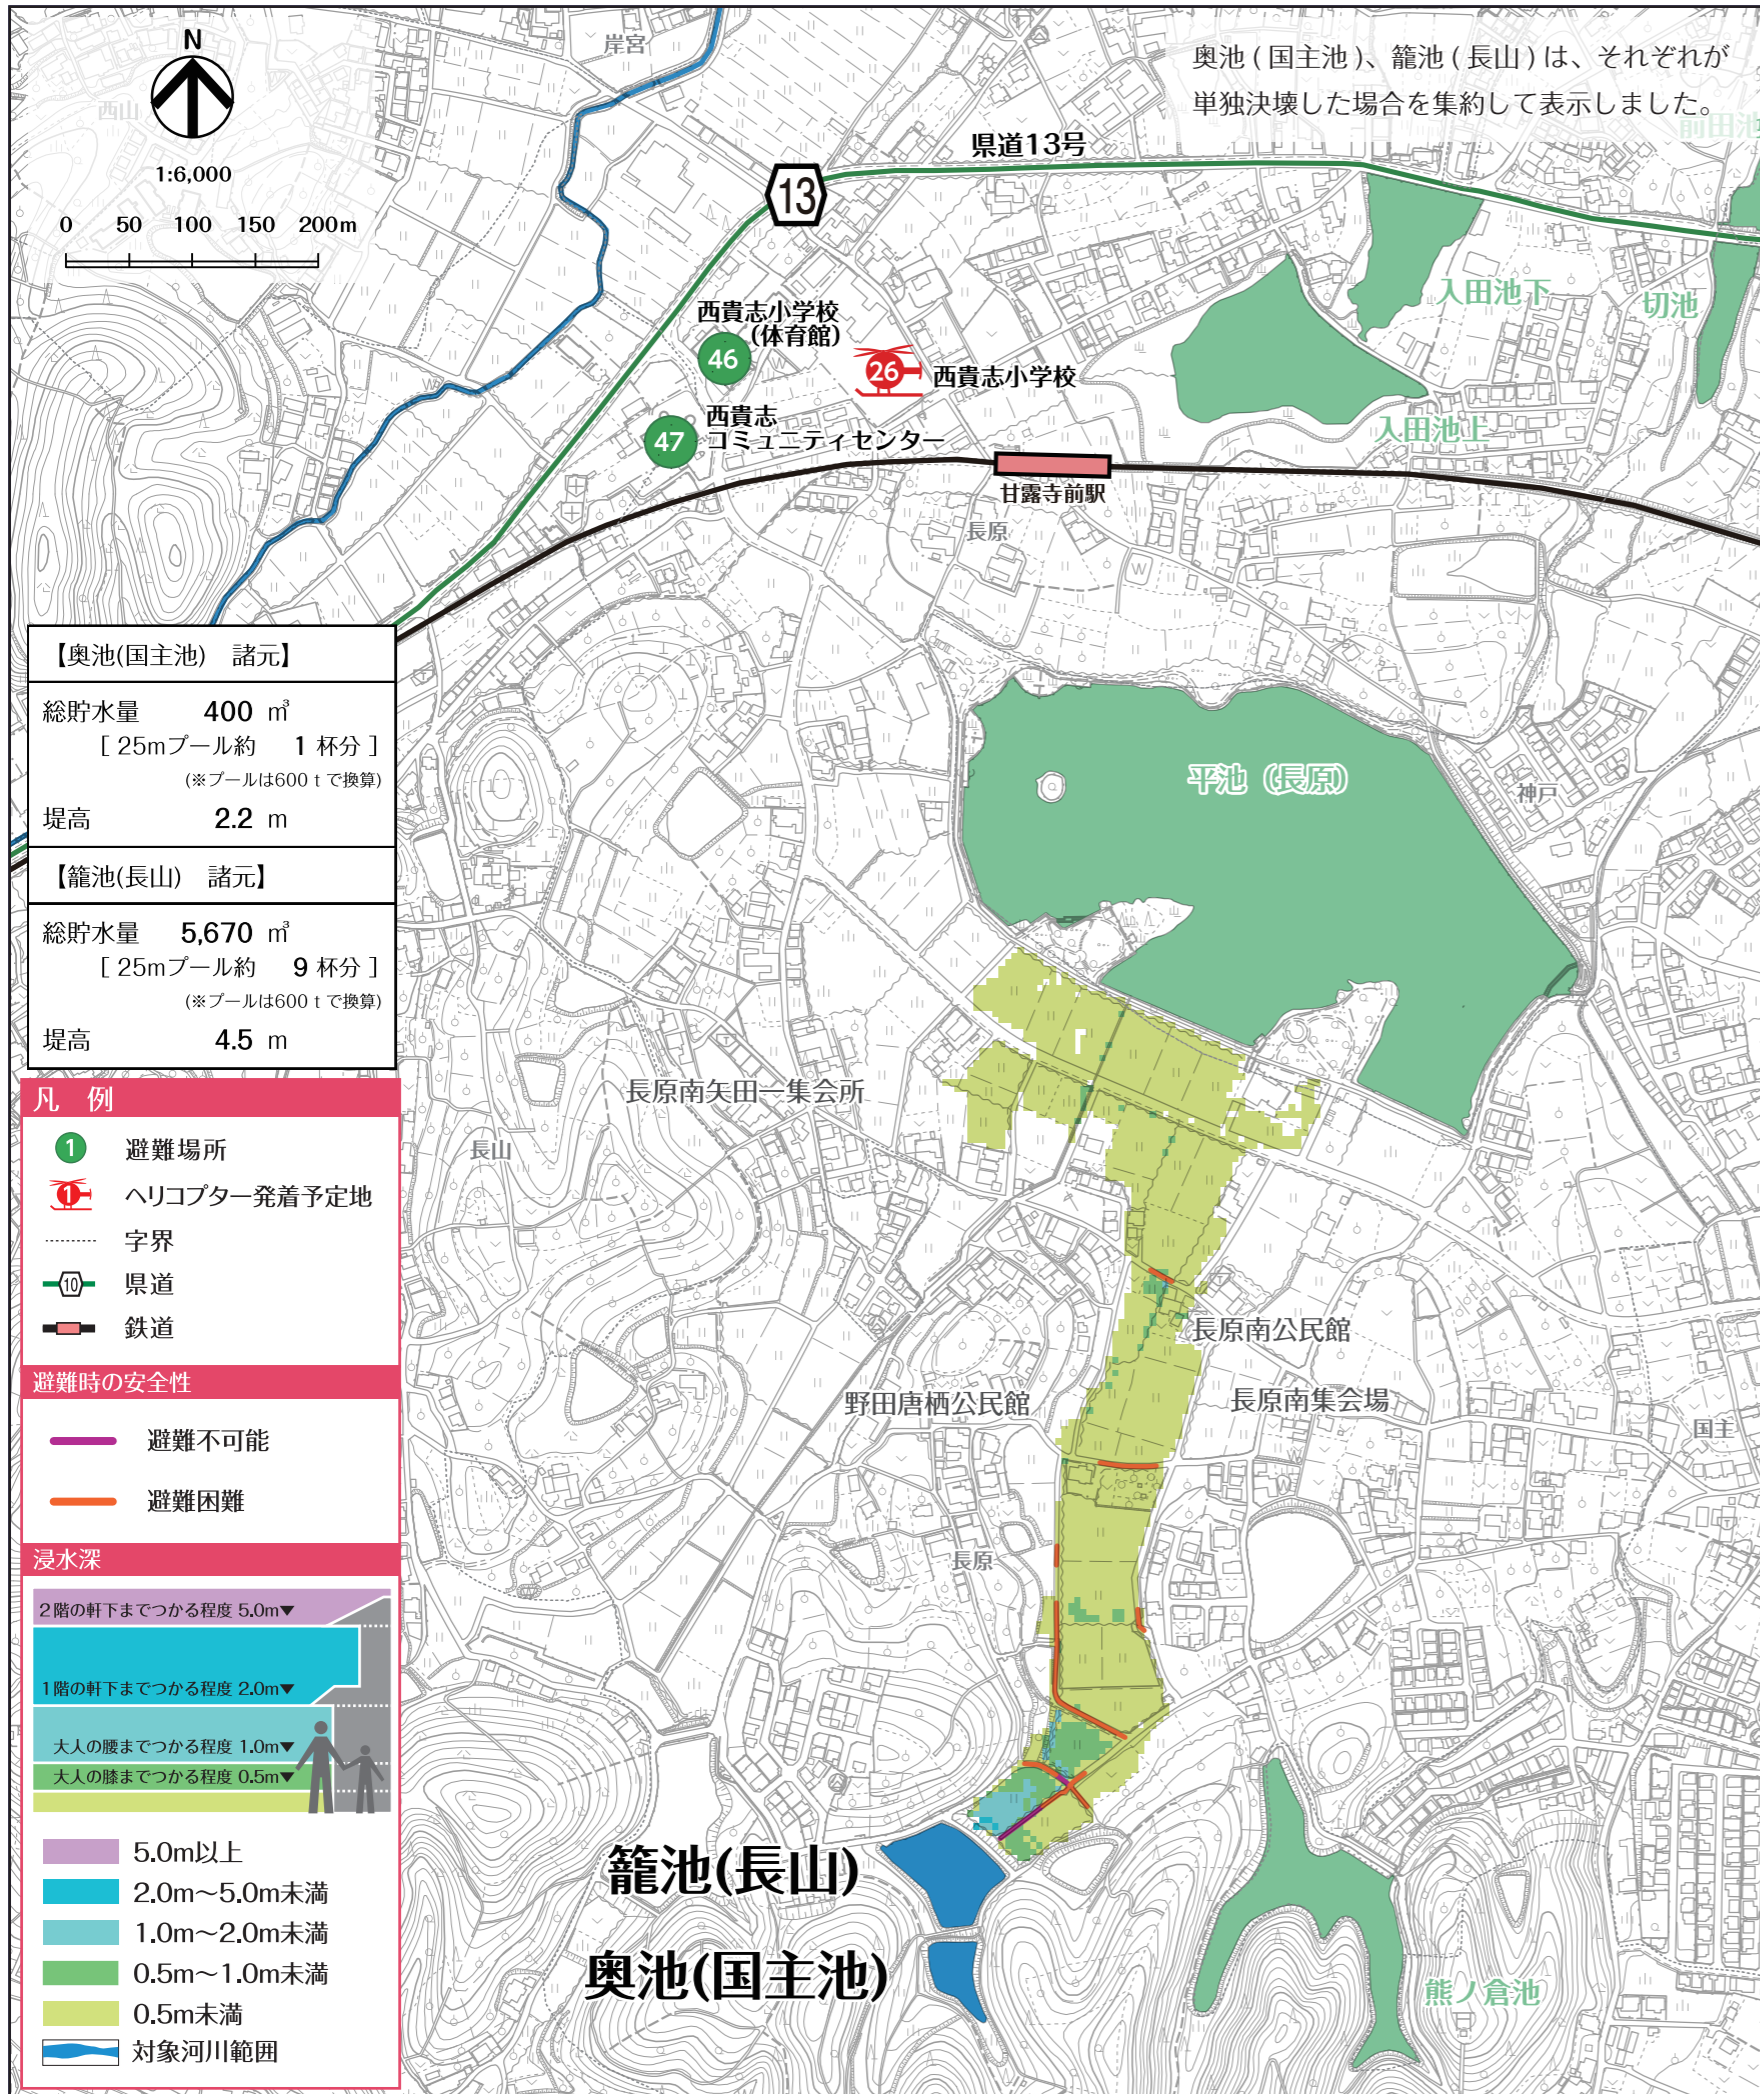 奥池(国主池)、籠池(長山)は、それぞれが
単独決壊した場合を集約して表示しました。
N
1:6,000
0 50 100 150 200m
岸宮
西山
前田池
県道13号
13
入田池下
切池
入田池上
西貴志小学校
(体育館)
46
26
西貴志小学校
47
西貴志
コミュニティセンター
甘露寺前駅
長原
平池(長原)
神戸
【奥池(国主池) 諸元】
総貯水量 400 ㎥
[ 25mプール約 1 杯分 ]
(※プールは600 t で換算)
堤高 2.2 m
【籠池(長山) 諸元】
総貯水量 5,670 ㎥
[ 25mプール約 9 杯分 ]
(※プールは600 t で換算)
堤高 4.5 m
凡 例
1 避難場所
1 ヘリコプター発着予定地
字界
10 県道
鉄道
避難時の安全性
避難不可能
避難困難
浸水深
2階の軒下までつかる程度 5.0m▼
1階の軒下までつかる程度 2.0m▼
大人の腰までつかる程度 1.0m▼
大人の膝までつかる程度 0.5m▼
5.0m以上
2.0m～5.0m未満
1.0m～2.0m未満
0.5m～1.0m未満
0.5m未満
対象河川範囲
長原南矢田一集会所
長山
長原南公民館
野田唐栖公民館
長原南集会場
国主
長原
籠池(長山)
奥池(国主池)
熊ノ倉池